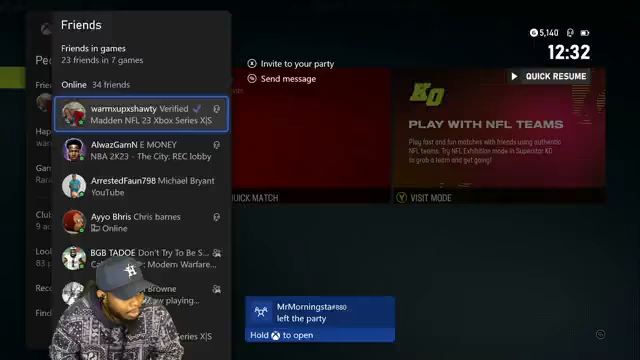 Friends
Friends in games
23 friends in 7 games
Online 34 friends
warmxupxshawty Verified
Madden NFL 23 Xbox Series X|S
AlwazGamN E MONEY
NBA 2K23 - The City: REC lobby
ArrestedFaun798 Michael Bryant
YouTube
Ayyo Bhris Chris barnes
Online
BGB TADOE Don't Try To Be S...
Modern Warfare...
Browne
playing...
X|S
5,140
12:32
Invite to your party
Send message
QUICK RESUME
KO
PLAY WITH NFL TEAMS
Play fast and fun matches with friends using authentic
NFL teams. Try NFL Exhibition mode in Superstar KO
to grab a team and get going!
QUICK MATCH
Y VISIT MODE
MrMorningsta#880
left the party
Hold to open